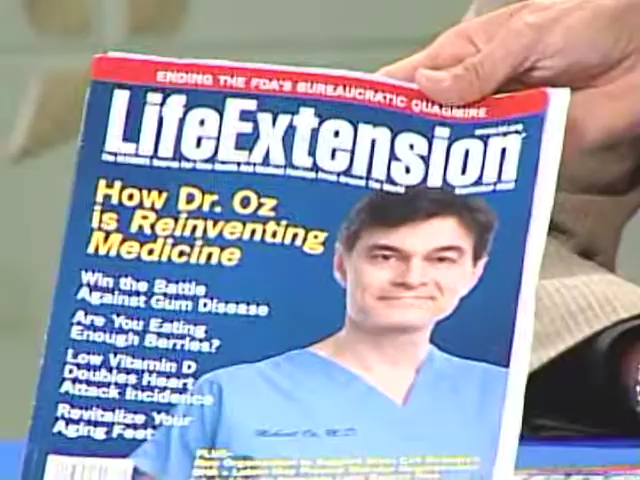 ENDING THE FDA'S BUREAUCRATIC QUAGMIRE
LifeExtension
How Dr. Oz
is Reinventing
Medicine
Win the Battle
Against Gum Disease
Are You Eating
Enough Berries?
Low Vitamin D
Doubles Heart
Attack Incidence
Revitalize Your
Aging Feet
PLUS-